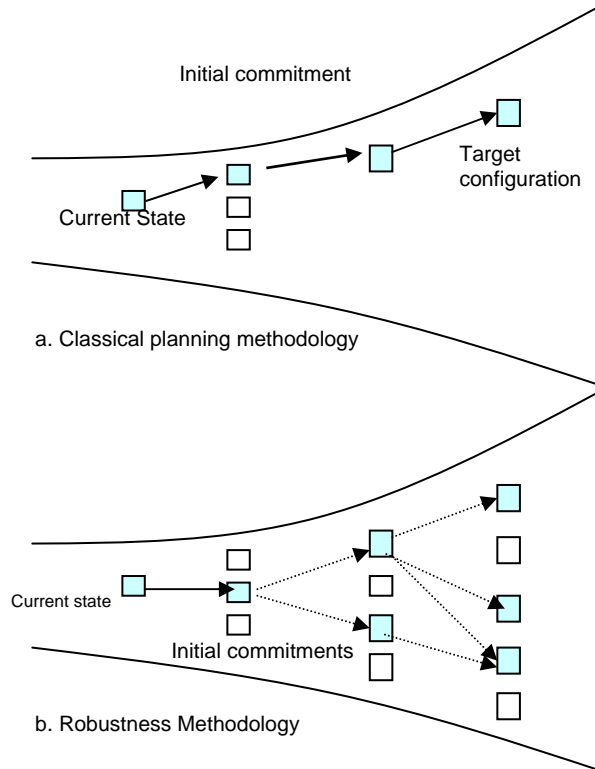 Initial commitment
Target
configuration
Current State
a. Classical planning methodology
Current state
Initial commitments
b. Robustness Methodology